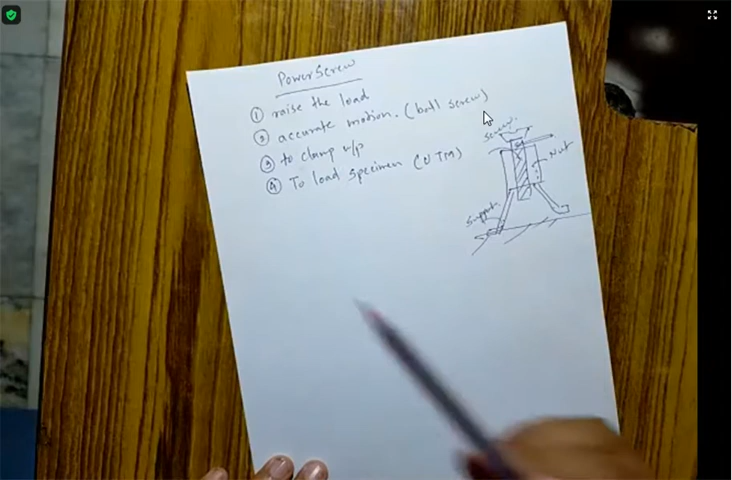 Power Screw
① raise the load
② accurate motion. (ball screw)
③ to clamp w/p
④ To load specimen (UTM)
Screw.
Nut
Support